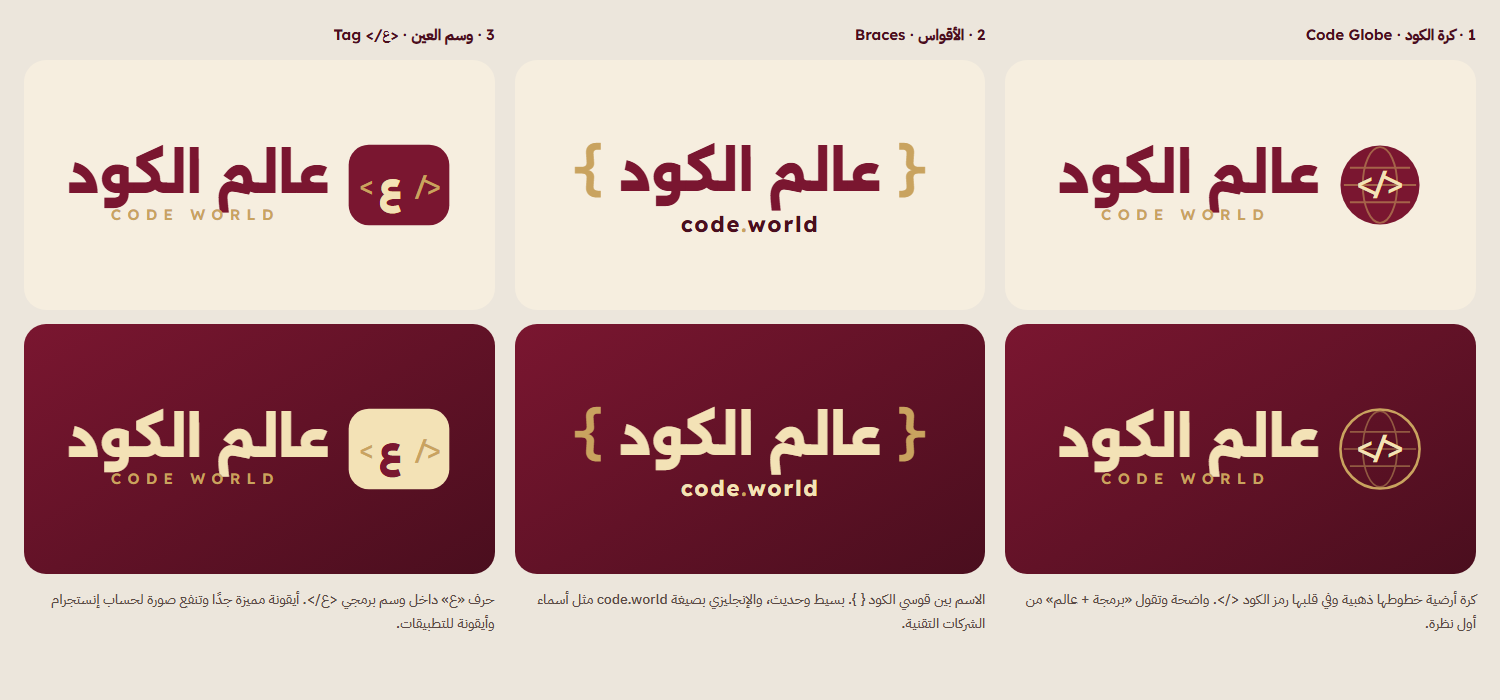 1 · كرة الكود · Code Globe
2 · الأقواس · Braces
3 · وسم العين · <ع/> Tag
عالم الكود
CODE WORLD
</>
{ عالم الكود }
code.world
عالم الكود
CODE WORLD
<ع/>
عالم الكود
CODE WORLD
</>
{ عالم الكود }
code.world
عالم الكود
CODE WORLD
<ع/>
كرة أرضية خطوطها ذهبية وفي قلبها رمز الكود </>. واضحة وتقول «برمجة + عالم» من
أول نظرة.
الاسم بين قوسي الكود { }. بسيط وحديث، والإنجليزي بصيغة code.world مثل أسماء
الشركات التقنية.
حرف «ع» داخل وسم برمجي <ع/>. أيقونة مميزة جدًا وتنفع صورة لحساب إنستجرام
وأيقونة للتطبيقات.